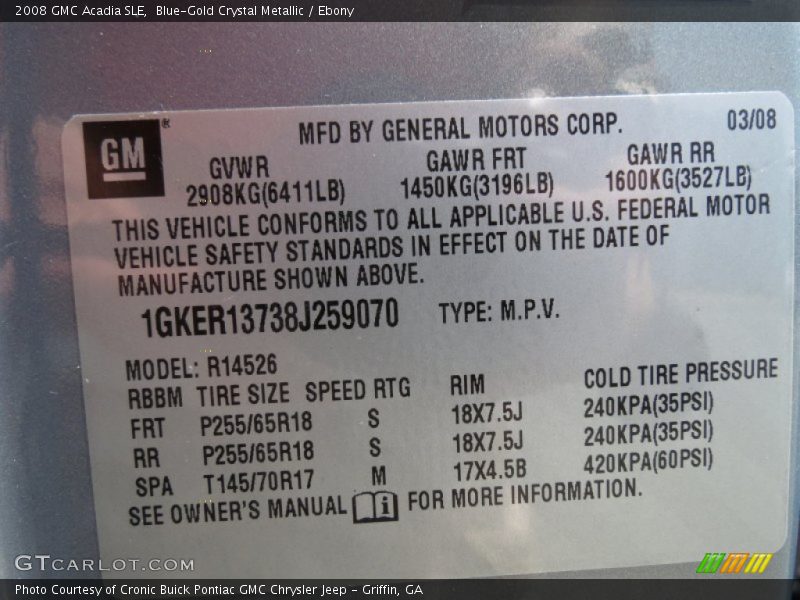 2008 GMC Acadia SLE,  Blue-Gold Crystal Metallic / Ebony
GM®
MFD BY GENERAL MOTORS CORP. 03/08
GVWR GAWR FRT GAWR RR
2908KG(6411LB) 1450KG(3196LB) 1600KG(3527LB)
THIS VEHICLE CONFORMS TO ALL APPLICABLE U.S. FEDERAL MOTOR
VEHICLE SAFETY STANDARDS IN EFFECT ON THE DATE OF
MANUFACTURE SHOWN ABOVE.
1GKER13738J259070 TYPE: M.P.V.
MODEL: R14526
RBBM TIRE SIZE SPEED RTG RIM COLD TIRE PRESSURE
FRT P255/65R18 S 18X7.5J 240KPA(35PSI)
RR P255/65R18 S 18X7.5J 240KPA(35PSI)
SPA T145/70R17 M 17X4.5B 420KPA(60PSI)
SEE OWNER'S MANUAL i FOR MORE INFORMATION.
GTCARLOT.COM
Photo Courtesy of Cronic Buick Pontiac GMC Chrysler Jeep - Griffin, GA